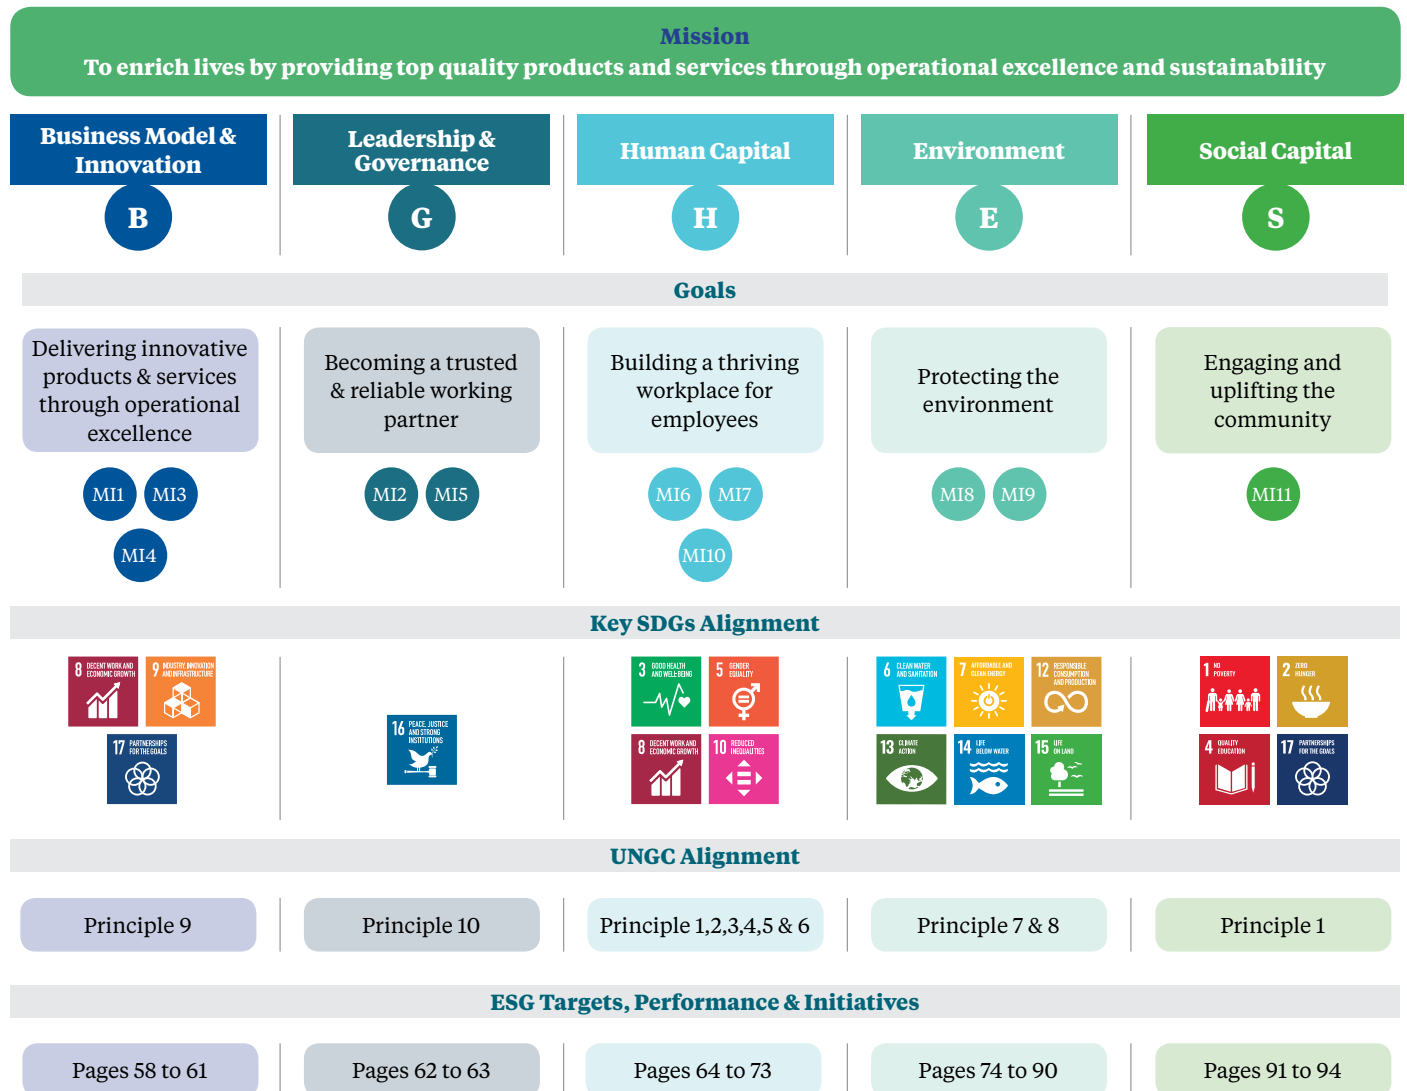 Mission
To enrich lives by providing top quality products and services through operational excellence and sustainability
Business Model &
Innovation
B
Leadership &
Governance
G
Human Capital
H
Environment
E
Social Capital
S
Goals
Delivering innovative
products & services
through operational
excellence
MI1 MI3
MI4
Becoming a trusted
& reliable working
partner
MI2 MI5
Building a thriving
workplace for
employees
MI6 MI7
MI10
Protecting the
environment
MI8 MI9
Engaging and
uplifting the
community
MI11
Key SDGs Alignment
8 DECENT WORK AND
ECONOMIC GROWTH
9 INDUSTRY, INNOVATION
AND INFRASTRUCTURE
17 PARTNERSHIPS
FOR THE GOALS
16 PEACE, JUSTICE
AND STRONG
INSTITUTIONS
3 GOOD HEALTH
AND WELL-BEING
5 GENDER
EQUALITY
8 DECENT WORK AND
ECONOMIC GROWTH
10 REDUCED
INEQUALITIES
6 CLEAN WATER
AND SANITATION
7 AFFORDABLE AND
CLEAN ENERGY
12 RESPONSIBLE
CONSUMPTION
AND PRODUCTION
13 CLIMATE
ACTION
14 LIFE
BELOW WATER
15 LIFE
ON LAND
1 NO
POVERTY
2 ZERO
HUNGER
4 QUALITY
EDUCATION
17 PARTNERSHIPS
FOR THE GOALS
UNGC Alignment
Principle 9
Principle 10
Principle 1,2,3,4,5 & 6
Principle 7 & 8
Principle 1
ESG Targets, Performance & Initiatives
Pages 58 to 61
Pages 62 to 63
Pages 64 to 73
Pages 74 to 90
Pages 91 to 94